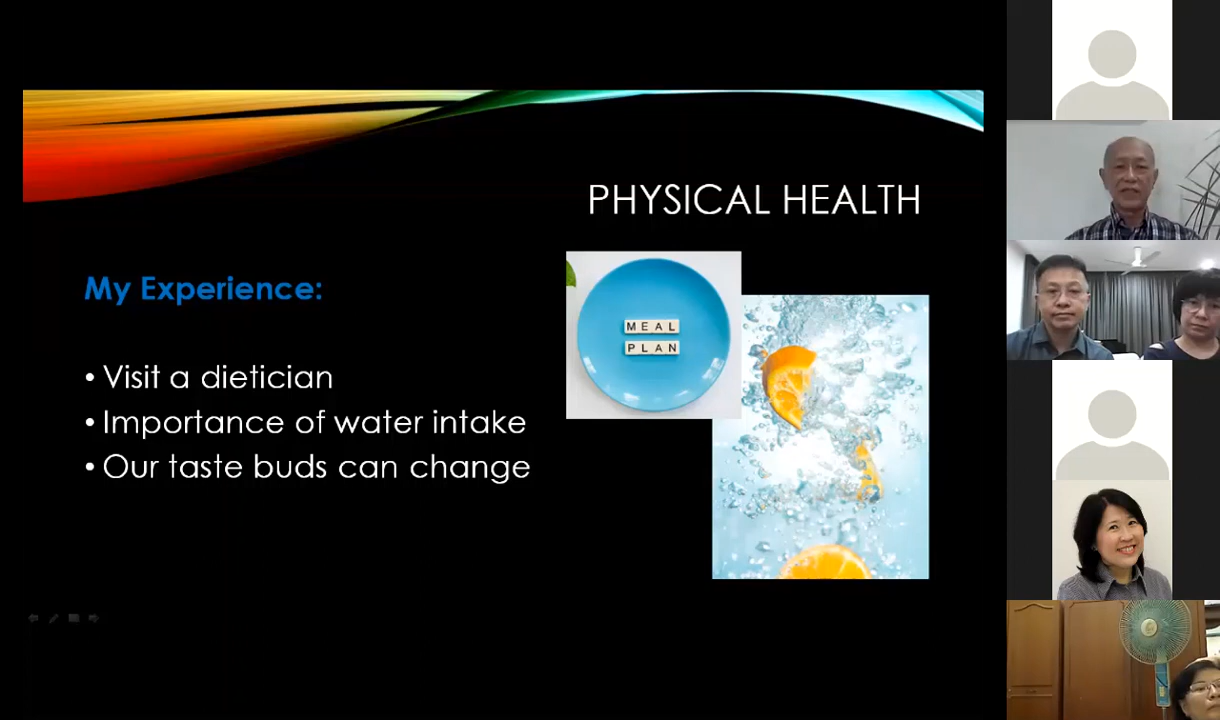 PHYSICAL HEALTH
My Experience:
• Visit a dietician
• Importance of water intake
• Our taste buds can change
MEAL
PLAN